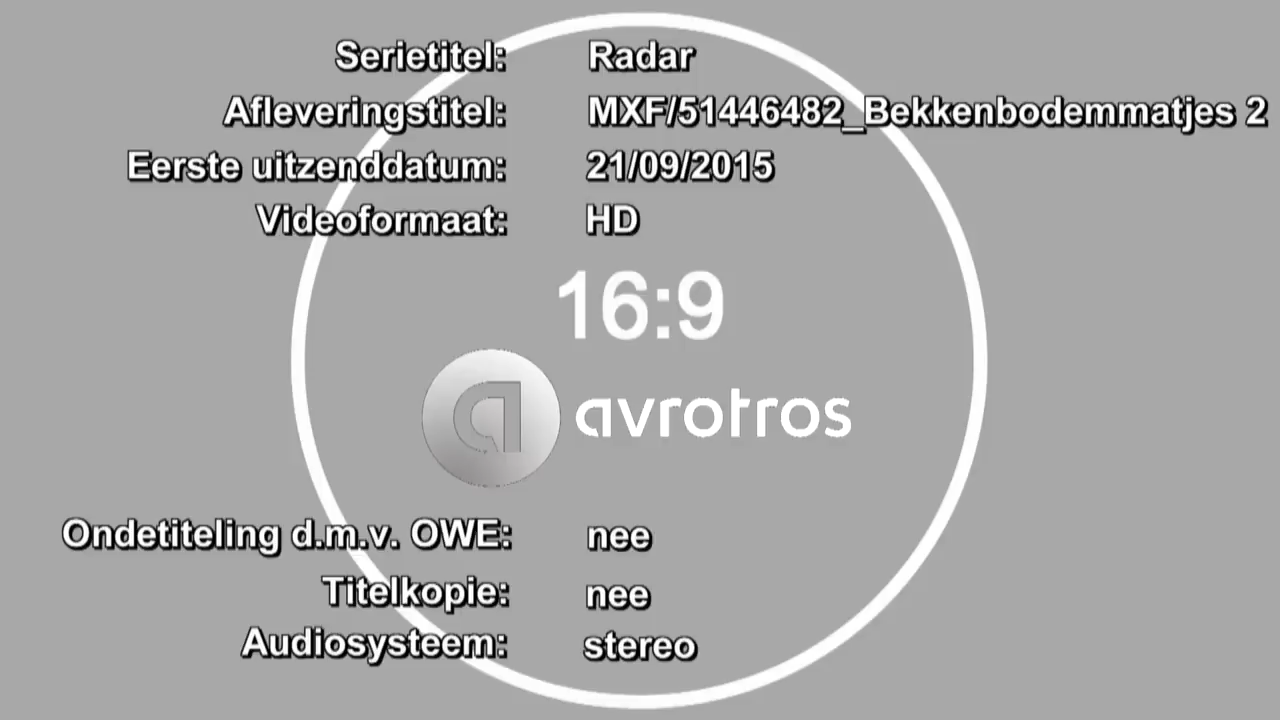 Serietitel: Radar
Afleveringstitel: MXF/51446482_Bekkenbodemmatjes 2
Eerste uitzenddatum: 21/09/2015
Videoformaat: HD
16:9
avrotros
Ondetiteling d.m.v. OWE: nee
Titelkopie: nee
Audiosysteem: stereo